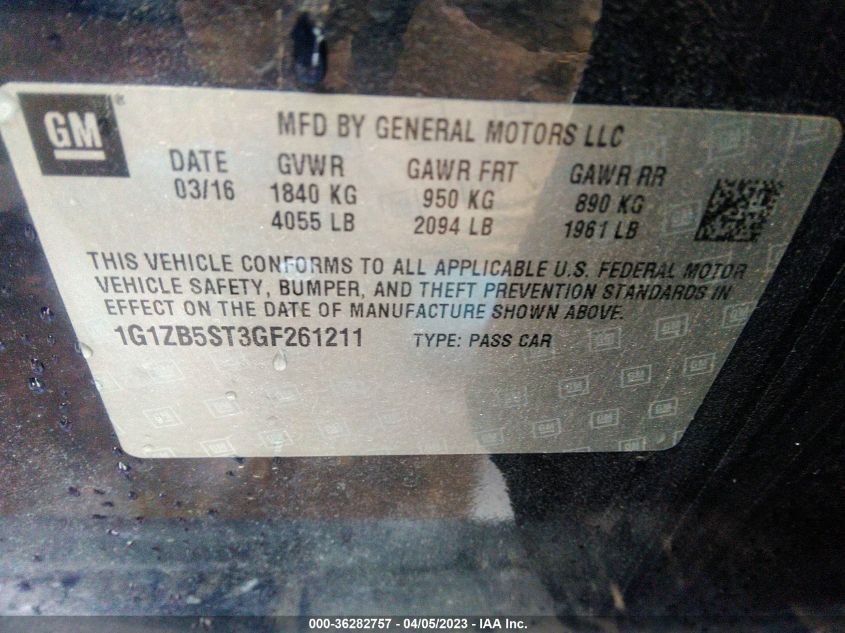 GM
MFD BY GENERAL MOTORS LLC
DATE GVWR GAWR FRT GAWR RR
03/16 1840 KG 950 KG 890 KG
4055 LB 2094 LB 1961 LB
THIS VEHICLE CONFORMS TO ALL APPLICABLE U.S. FEDERAL MOTOR
VEHICLE SAFETY, BUMPER, AND THEFT PREVENTION STANDARDS IN
EFFECT ON THE DATE OF MANUFACTURE SHOWN ABOVE.
1G1ZB5ST3GF261211 TYPE: PASS CAR
000-36282757 - 04/05/2023 - IAA Inc.